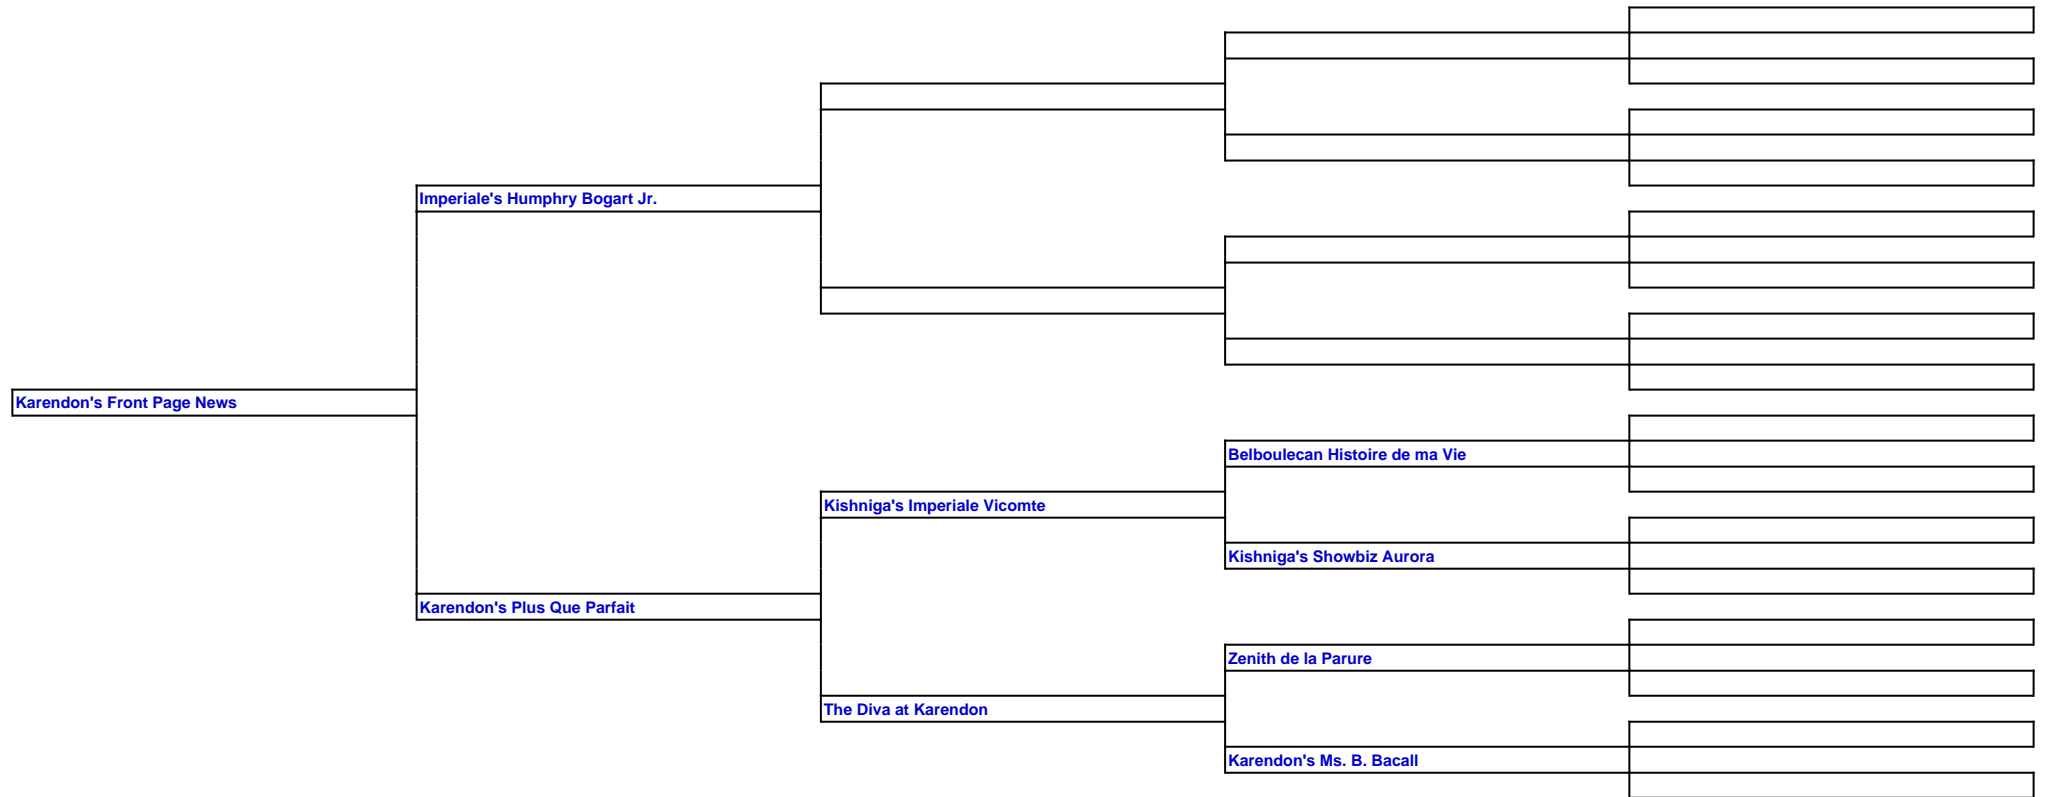 Imperiale's Humphry Bogart Jr.
Karendon's Front Page News
Belboulecan Histoire de ma Vie
Kishniga's Imperiale Vicomte
Kishniga's Showbiz Aurora
Karendon's Plus Que Parfait
Zenith de la Parure
The Diva at Karendon
Karendon's Ms. B. Bacall